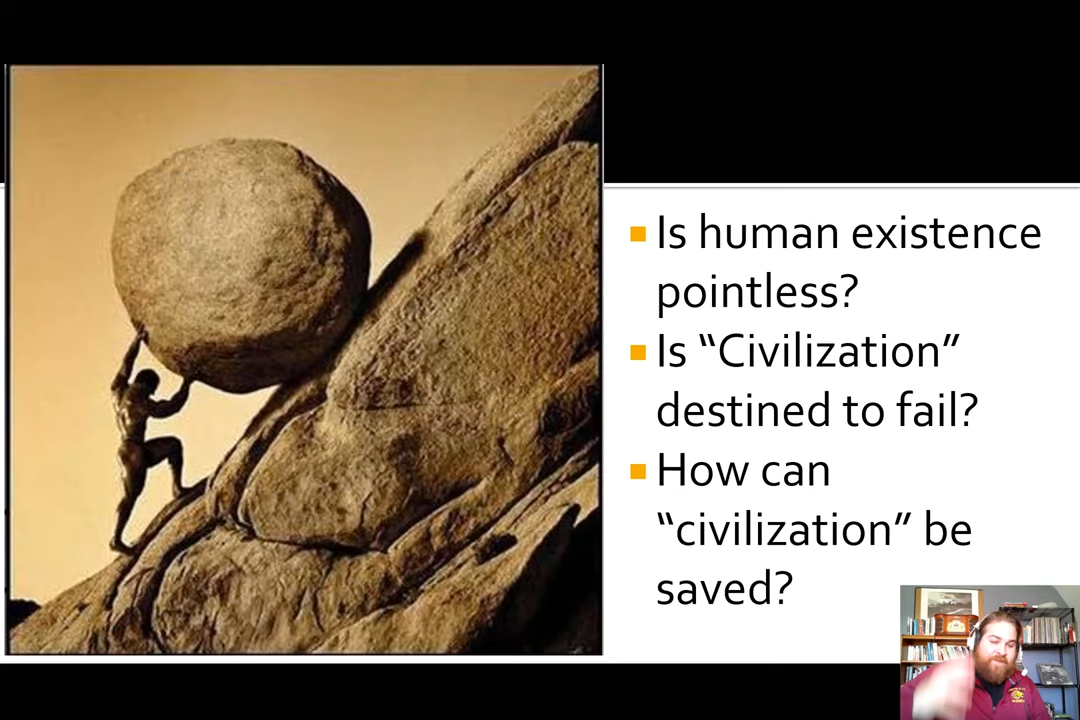 Is human existence
pointless?
Is “Civilization”
destined to fail?
How can
“civilization” be
saved?